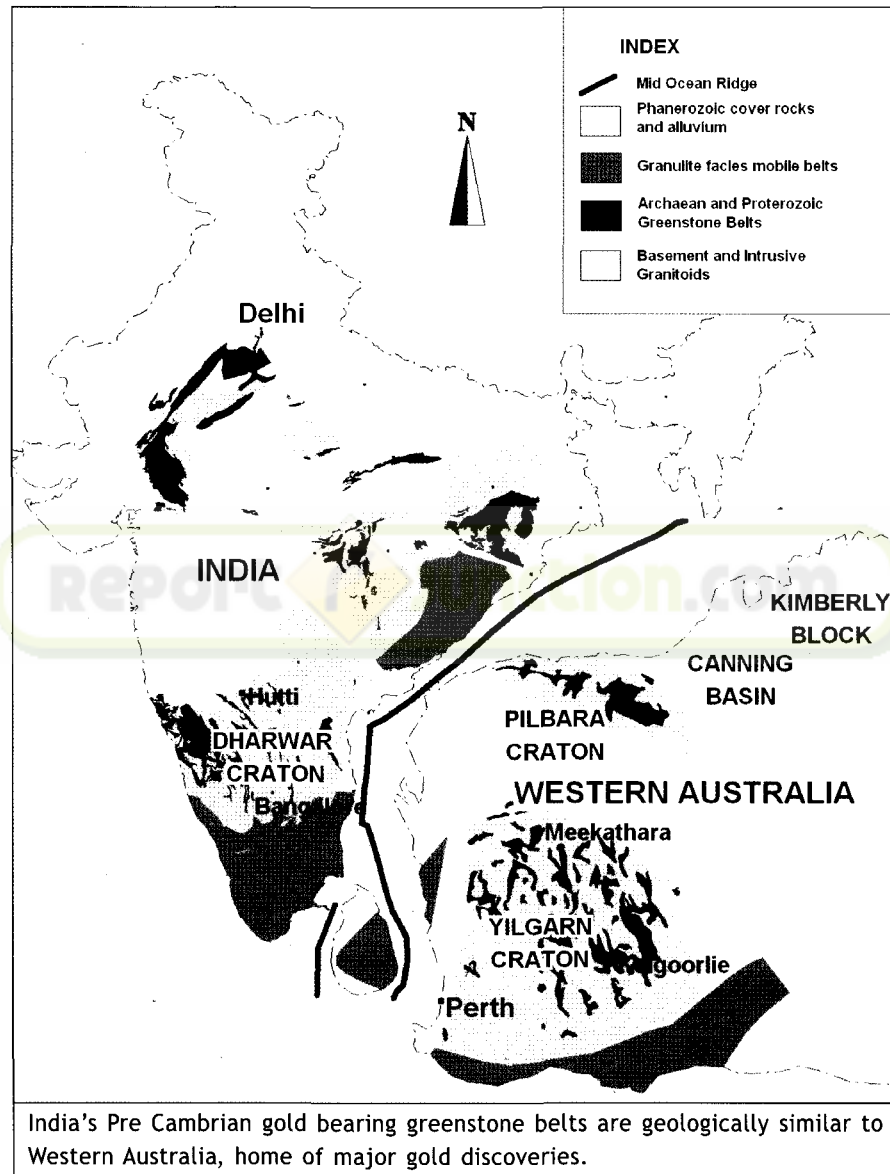 INDEX
Mid Ocean Ridge
Phanerozoic cover rocks
and alluvium
Granulite facies mobile belts
Archaean and Proterozoic
Greenstone Belts
Basement and Intrusive
Granitoids
N
Delhi
INDIA
KIMBERLY
BLOCK
CANNING
BASIN
Hutti
PILBARA
CRATON
DHARWAR
CRATON
WESTERN AUSTRALIA
Meekathara
YILGARN
CRATON
Perth
India's Pre Cambrian gold bearing greenstone belts are geologically similar to
Western Australia, home of major gold discoveries.